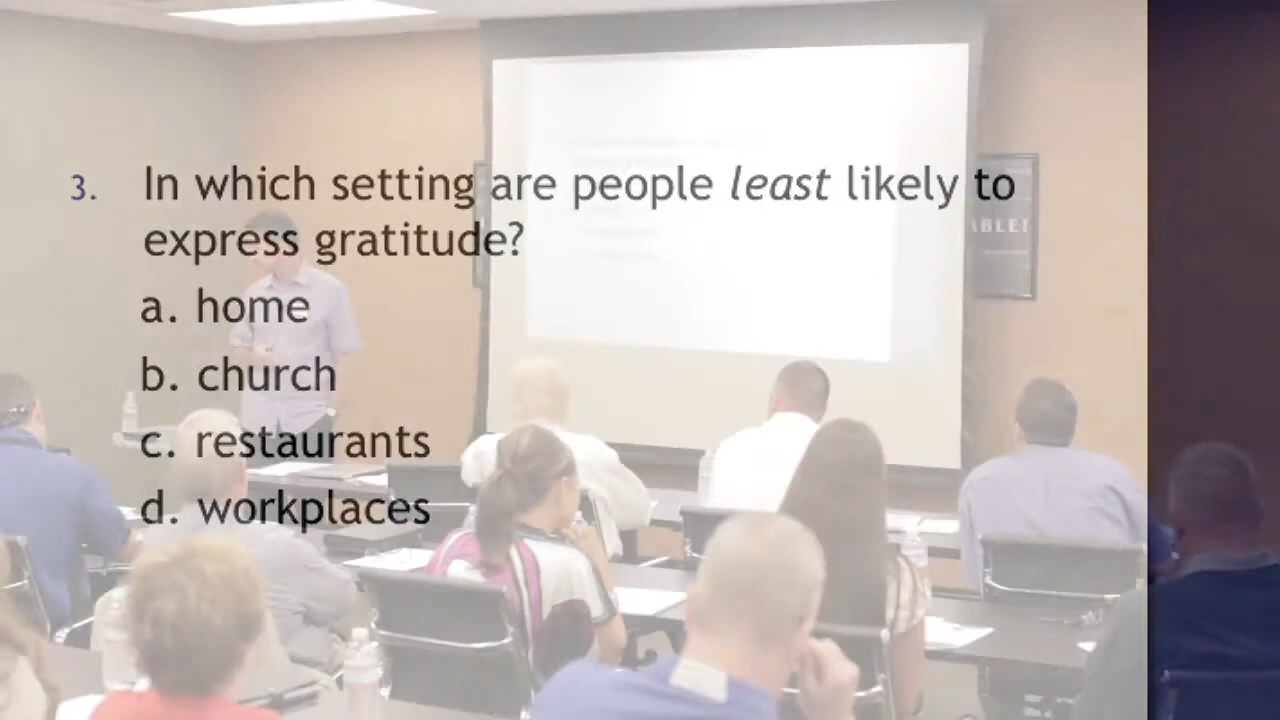 3. In which setting are people least likely to
express gratitude?
a. home
b. church
c. restaurants
d. workplaces